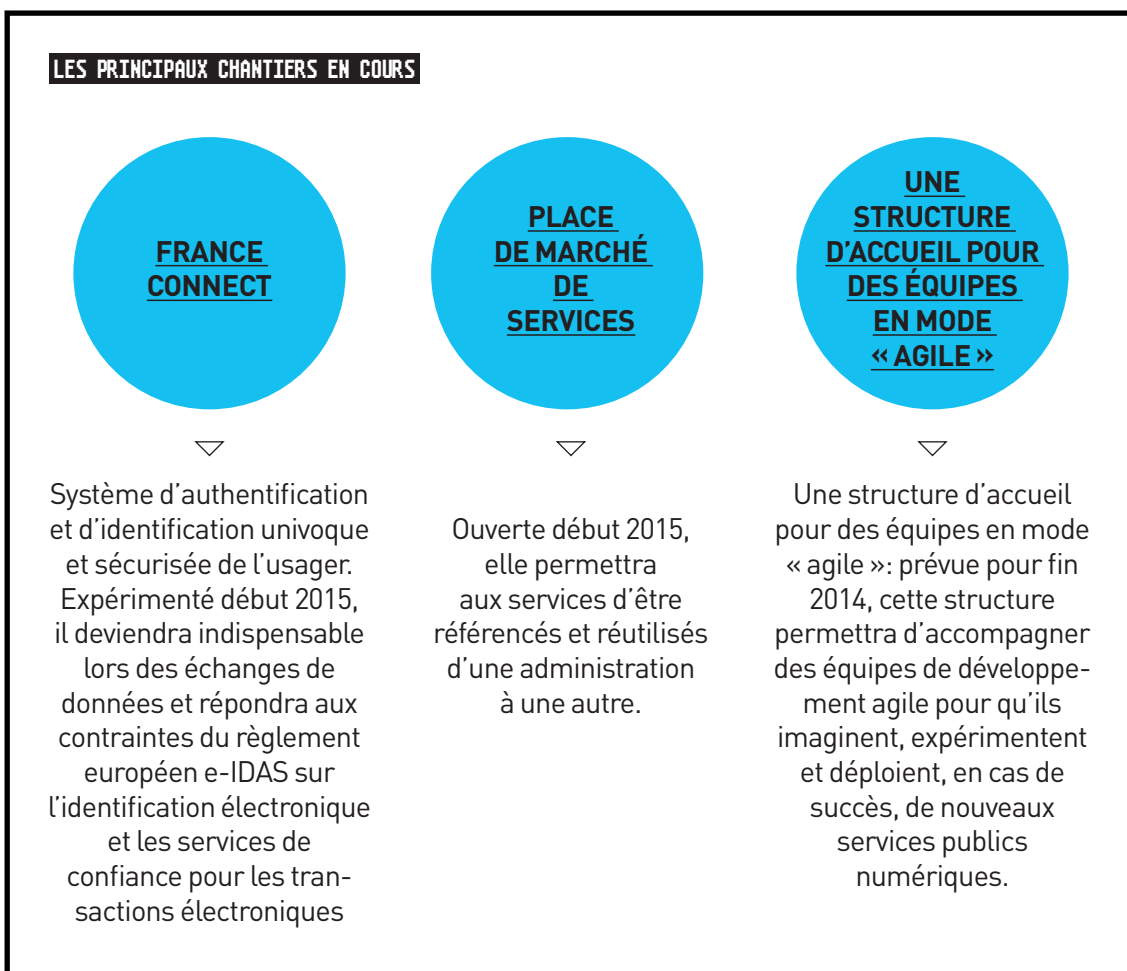 LES PRINCIPAUX CHANTIERS EN COURS
FRANCE
CONNECT
Système d'authentification
et d'identification univoque
et sécurisée de l'usager.
Expérimenté début 2015,
il deviendra indispensable
lors des échanges de
données et répondra aux
contraintes du règlement
européen e-IDAS sur
l'identification électronique
et les services de
confiance pour les tran-
sactions électroniques
PLACE
DE MARCHÉ
DE
SERVICES
Ouverte début 2015,
elle permettra
aux services d'être
référencés et réutilisés
d'une administration
à une autre.
UNE
STRUCTURE
D'ACCUEIL POUR
DES ÉQUIPES
EN MODE
« AGILE »
Une structure d'accueil
pour des équipes en mode
« agile »: prévue pour fin
2014, cette structure
permettra d'accompagner
des équipes de développe-
ment agile pour qu'ils
imaginent, expérimentent
et déploient, en cas de
succès, de nouveaux
services publics
numériques.